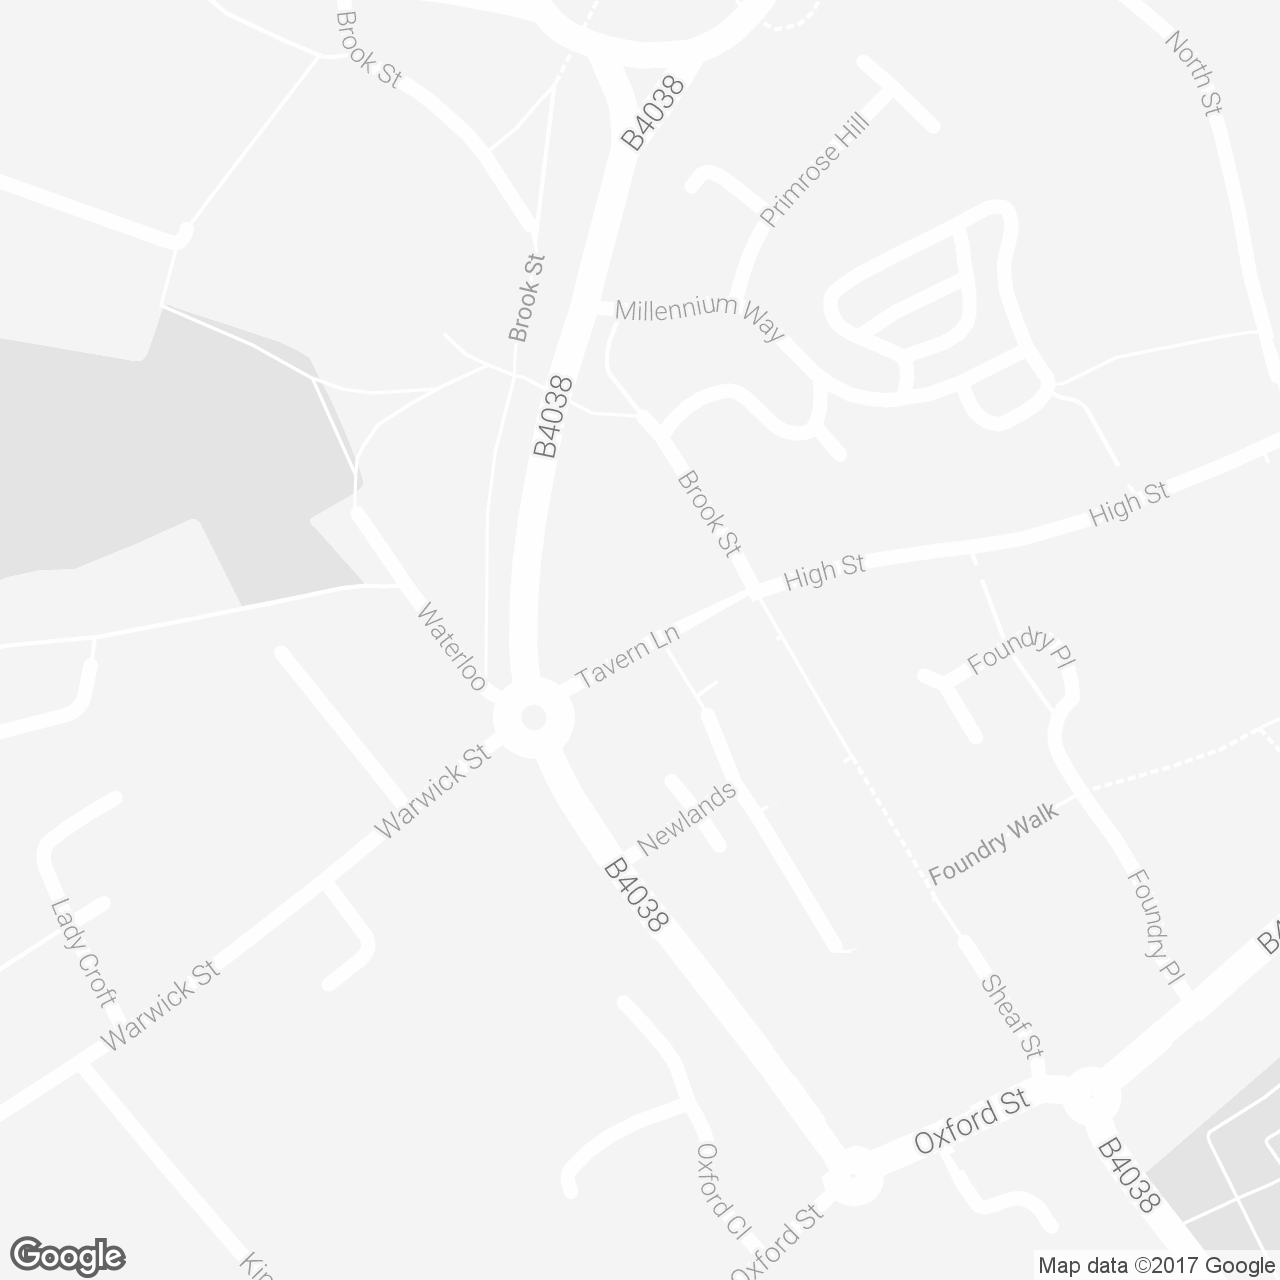 Brook St
North St
B4038
Primrose Hill
Brook St
Millennium Way
B4038
Brook St
High St
High St
Waterloo
Tavern Ln
Foundry Pl
Warwick St
Newlands
Foundry Walk
B4038
Lady Croft
Foundry Pl
B4
Warwick St
Sheaf St
Oxford St
B4038
Oxford Cl
Oxford St
Kin
Google
Map data ©2017 Google